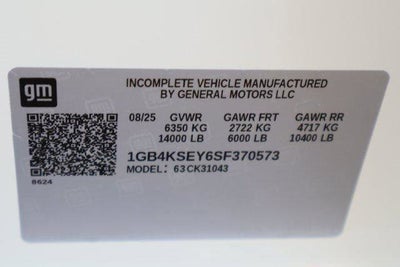 gm
INCOMPLETE VEHICLE MANUFACTURED
BY GENERAL MOTORS LLC
08/25 GVWR GAWR FRT GAWR RR
6350 KG 2722 KG 4717 KG
14000 LB 6000 LB 10400 LB
1GB4KSEY6SF370573
MODEL: 63CK31043
8624